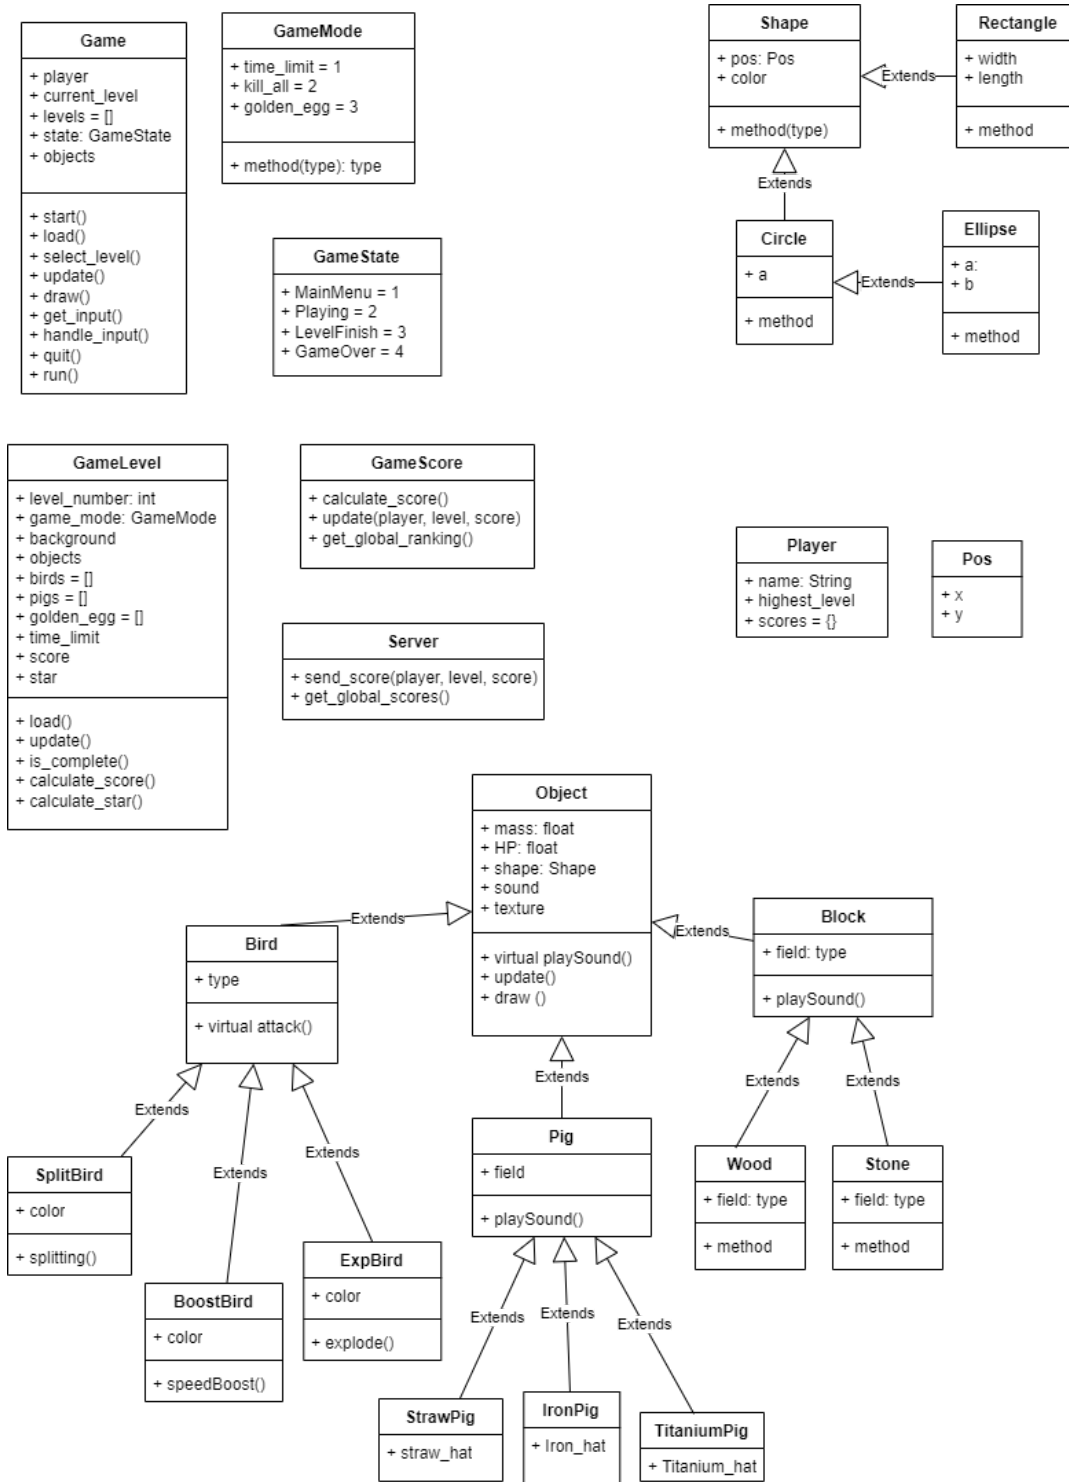 Game
+ player
+ current_level
+ levels = []
+ state: GameState
+ objects
+ start()
+ load()
+ select_level()
+ update()
+ draw()
+ get_input()
+ handle_input()
+ quit()
+ run()
GameMode
+ time_limit = 1
+ kill_all = 2
+ golden_egg = 3
+ method(type): type
GameState
+ MainMenu = 1
+ Playing = 2
+ LevelFinish = 3
+ GameOver = 4
Shape
+ pos: Pos
+ color
+ method(type)
Extends
Rectangle
+ width
+ length
+ method
Extends
Circle
+ a
+ method
Extends
Ellipse
+ a:
+ b
+ method
GameLevel
+ level_number: int
+ game_mode: GameMode
+ background
+ objects
+ birds = []
+ pigs = []
+ golden_egg = []
+ time_limit
+ score
+ star
+ load()
+ update()
+ is_complete()
+ calculate_score()
+ calculate_star()
GameScore
+ calculate_score()
+ update(player, level, score)
+ get_global_ranking()
Server
+ send_score(player, level, score)
+ get_global_scores()
Player
+ name: String
+ highest_level
+ scores = {}
Pos
+ x
+ y
Object
+ mass: float
+ HP: float
+ shape: Shape
+ sound
+ texture
+ virtual playSound()
+ update()
+ draw ()
Extends
Extends
Extends
Bird
+ type
+ virtual attack()
Block
+ field: type
+ playSound()
Extends
Extends
Extends
Extends
Extends
Pig
+ field
+ playSound()
Wood
+ field: type
+ method
Stone
+ field: type
+ method
SplitBird
+ color
+ splitting()
BoostBird
+ color
+ speedBoost()
ExpBird
+ color
+ explode()
Extends
Extends
Extends
StrawPig
+ straw_hat
IronPig
+ Iron_hat
TitaniumPig
+ Titanium_hat